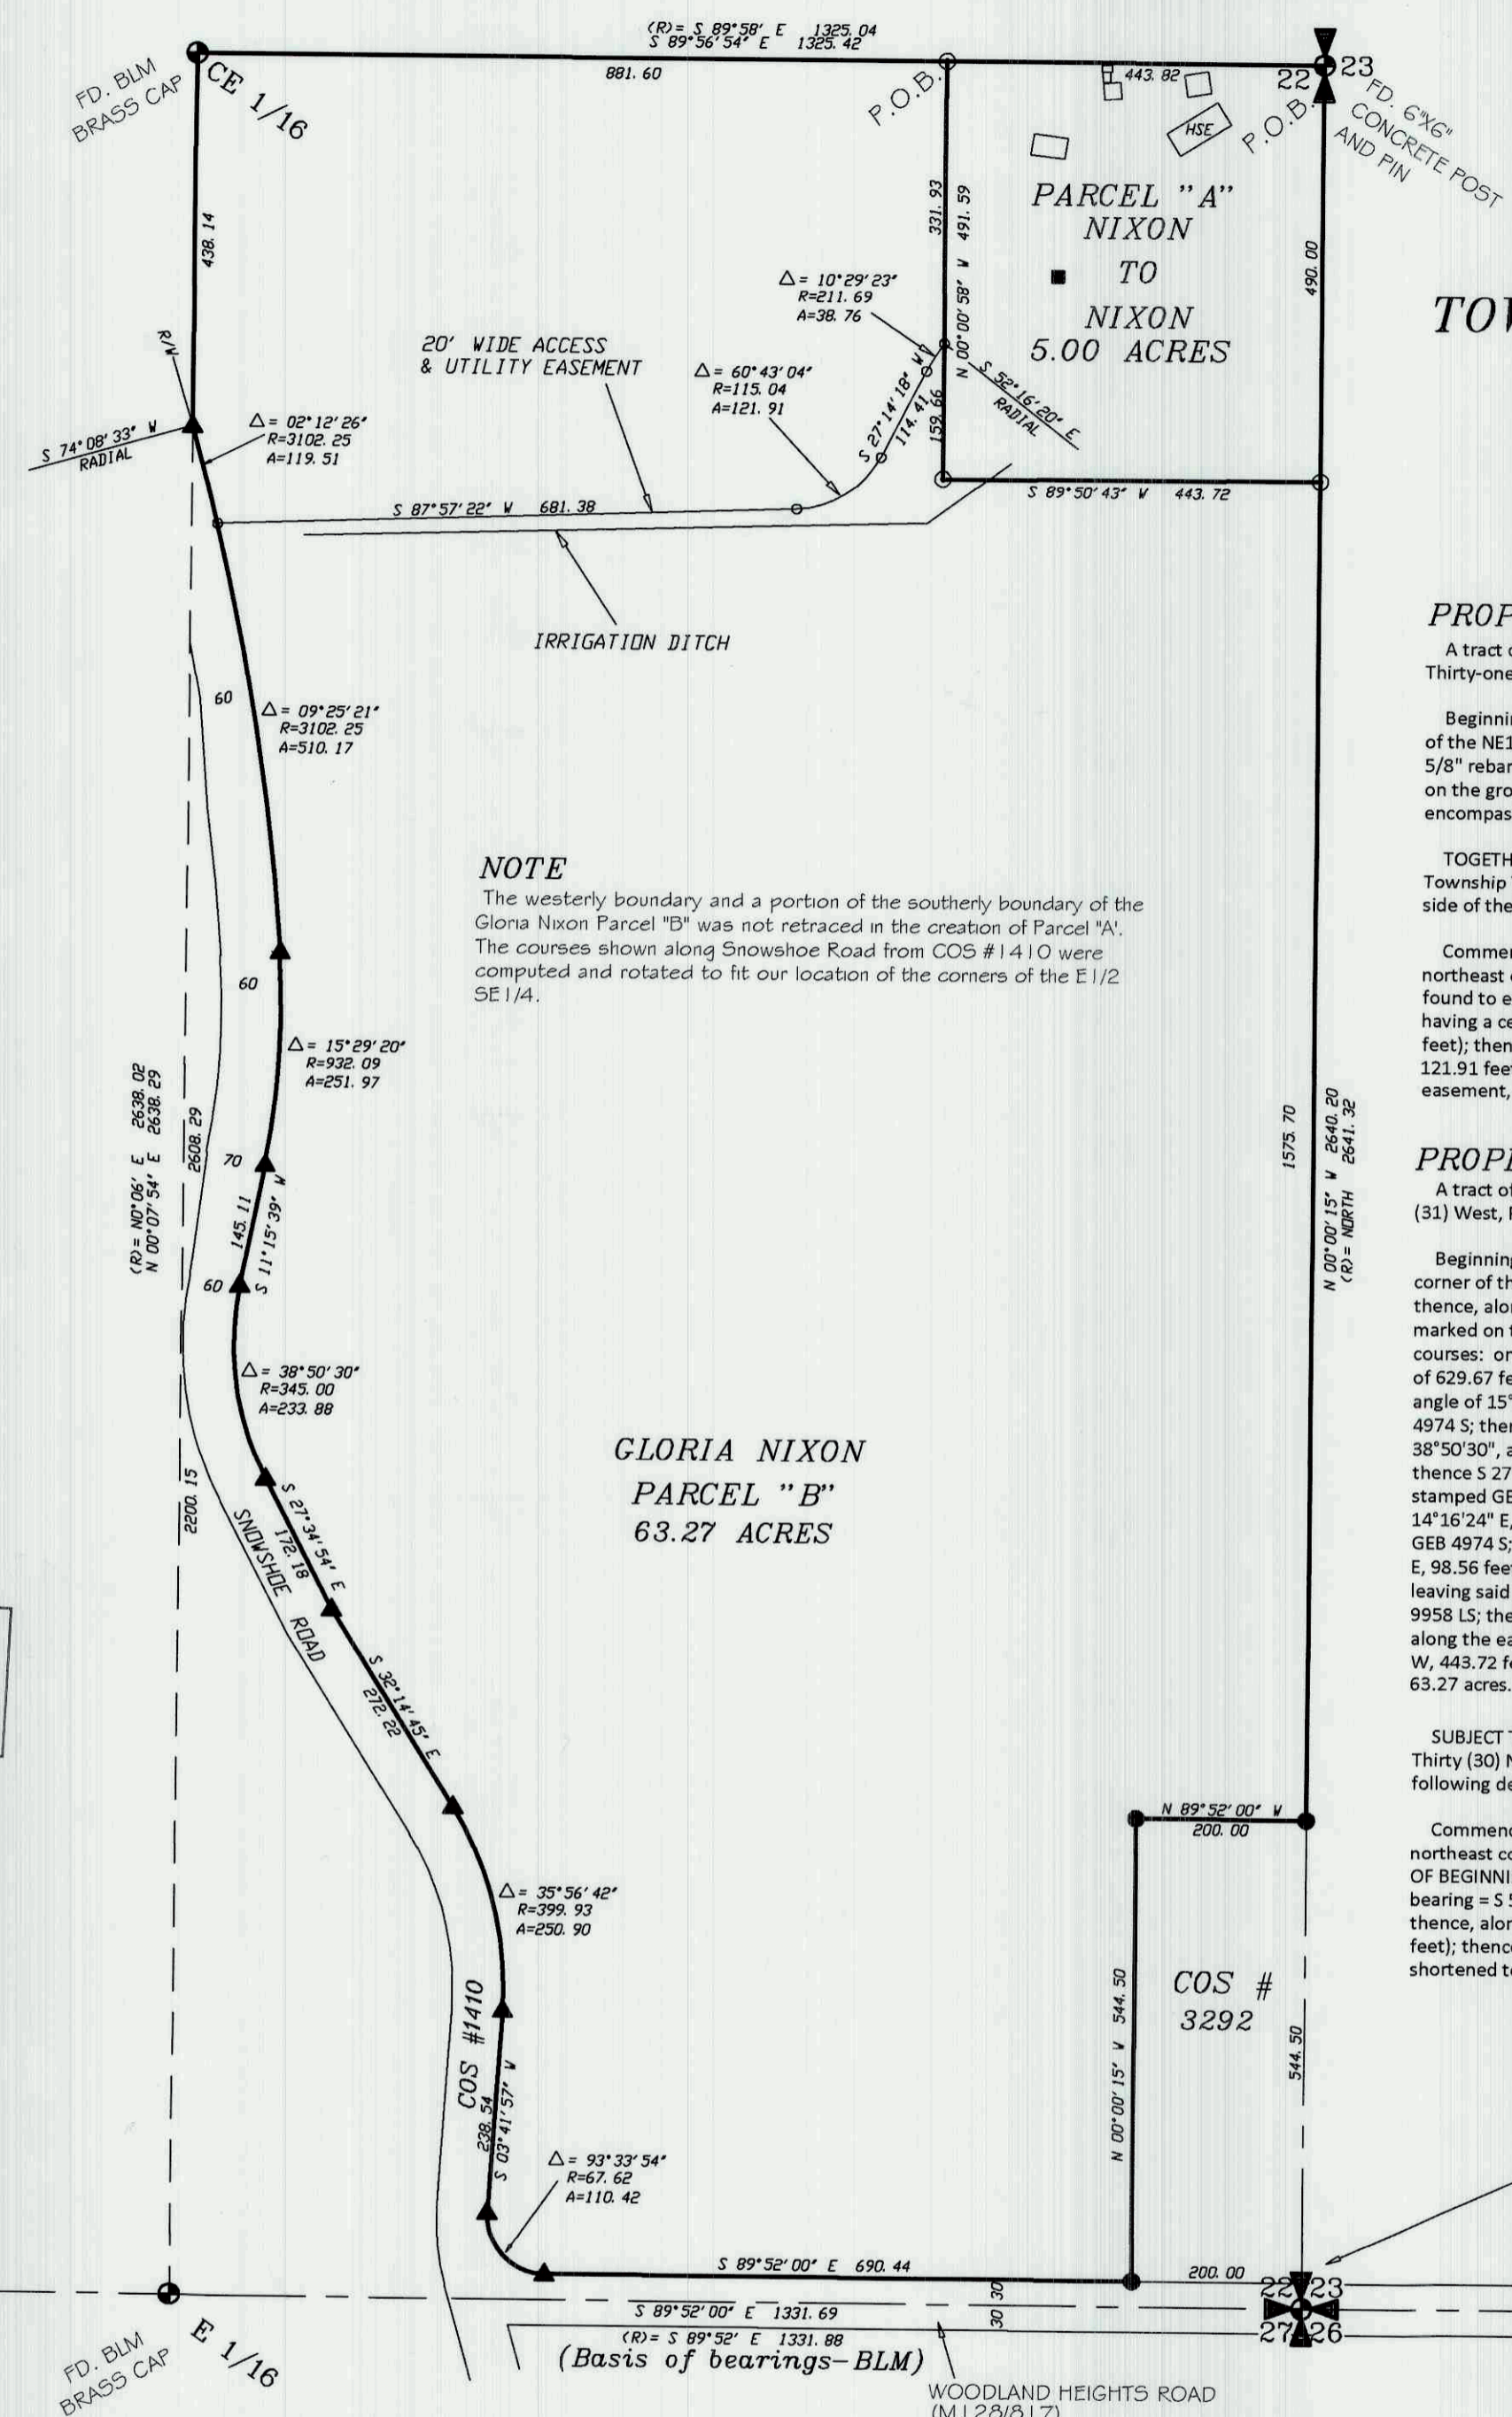 (R)= S 89°58' E 1325.04
S 89°56'54" E 1325.42
881.60
443.82
22
23
FD. BLM
BRASS CAP
CE 1/16
P.O.B.
P.O.B.
HSE
FD. 6"X6"
CONCRETE POST
AND PIN
438.14
331.93
N 00°00'58" W 491.59
490.00
PARCEL "A"
NIXON
TO
NIXON
5.00 ACRES
TO
Δ= 10°29'23"
R=211.69
A=38.76
20' WIDE ACCESS
& UTILITY EASEMENT
Δ= 60°43'04"
R=115.04
A=121.91
R/W
S 74°08'33" W
RADIAL
Δ= 02°12'26"
R=3102.25
A=119.51
S 27°14'18" W
114.41
159.66
S 52°16'20" E
RADIAL
S 89°50'43" W 443.72
S 87°57'22" W 681.38
IRRIGATION DITCH
60
Δ= 09°25'21"
R=3102.25
A=510.17
PROP
A tract o
Thirty-one
Beginnin
of the NE1
5/8" rebar
on the gro
encompas
TOGETH
Township
side of the
Commen
northeast
found to e
having a ce
feet); then
121.91 fee
easement,
NOTE
The westerly boundary and a portion of the southerly boundary of the
Gloria Nixon Parcel "B" was not retraced in the creation of Parcel "A'.
The courses shown along Snowshoe Road from COS #1410 were
computed and rotated to fit our location of the corners of the E1/2
SE1/4.
60
Δ= 15°29'20"
R=932.09
A=251.97
(R)= N0°06' E 2638.02
N 00°07'54" E 2638.29
2608.29
70
145.11
S 11°15'39" W
60
1575.70
N 00°00'15" W 2640.20
(R)= NORTH 2641.32
PROPE
A tract of
(31) West,
Beginning
corner of th
thence, alo
marked on
courses: or
of 629.67 fe
angle of 15°
4974 S; ther
38°50'30", a
thence S 27
stamped GE
14°16'24" E,
GEB 4974 S;
E, 98.56 fee
leaving said
9958 LS; the
along the ea
W, 443.72 f
63.27 acres.
SUBJECT
Thirty (30)
following de
Commenc
northeast co
OF BEGINNI
bearing = S
thence, alor
feet); thence
shortened to
Δ= 38°50'30"
R=345.00
A=233.88
2200.15
GLORIA NIXON
PARCEL "B"
63.27 ACRES
S 27°34'54" E
172.18
SNOWSHOE ROAD
S 32°14'45" E
272.22
N 89°52'00" W
200.00
Δ= 35°56'42"
R=399.93
A=250.90
COS #
3292
N 00°00'15" W 544.50
544.50
COS #1410
238.54
S 03°41'57" W
Δ= 93°33'54"
R=67.62
A=110.42
S 89°52'00" E 690.44
200.00
30
30
22
23
27
26
S 89°52'00" E 1331.69
(R)= S 89°52' E 1331.88
(Basis of bearings-BLM)
E 1/16
FD. BLM
BRASS CAP
WOODLAND HEIGHTS ROAD
(M128/817)